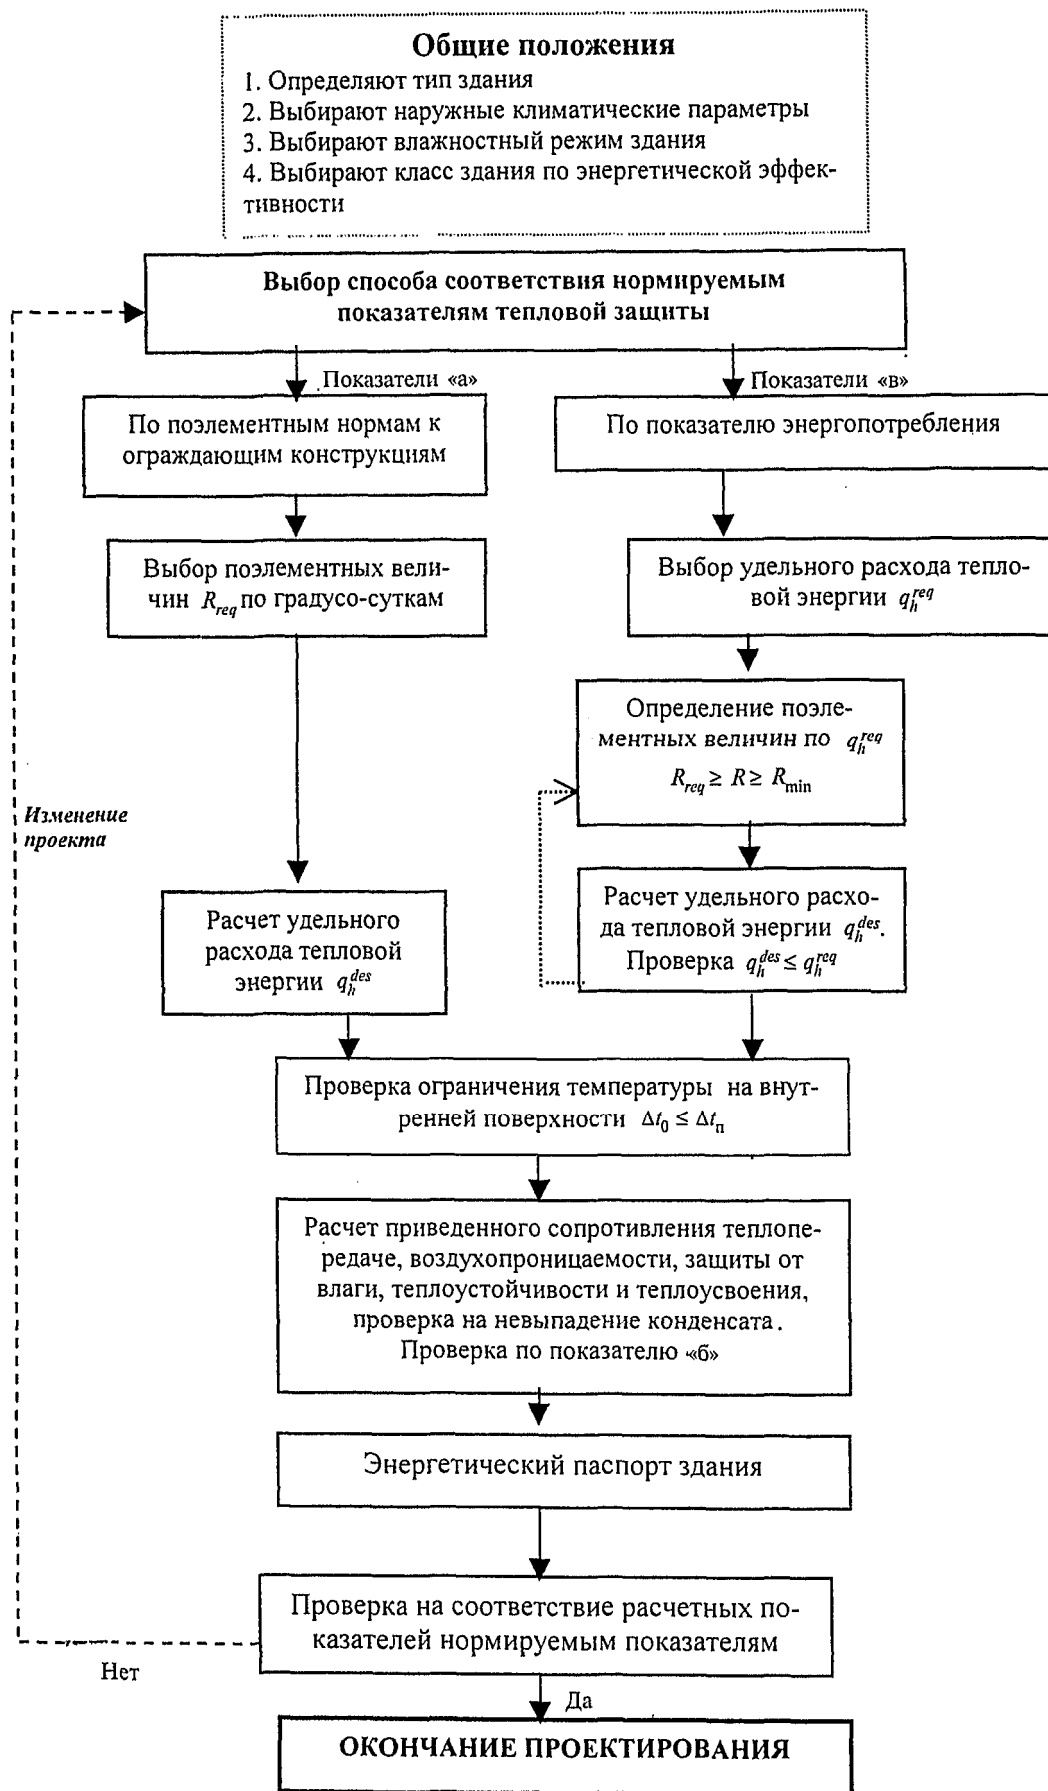 Общие положения
1. Определяют тип здания
2. Выбирают наружные климатические параметры
3. Выбирают влажностный режим здания
4. Выбирают класс здания по энергетической эффек-
тивности
Выбор способа соответствия нормируемым
показателям тепловой защиты
Показатели «а»
Показатели «в»
По поэлементным нормам к
ограждающим конструкциям
По показателю энергопотребления
Выбор поэлементных вели-
чин R_req по градусо-суткам
Выбор удельного расхода тепло-
вой энергии q_h^req
Определение поэле-
ментных величин по q_h^req
R_req ≥ R ≥ R_min
Изменение
проекта
Расчет удельного
расхода тепловой
энергии q_h^des
Расчет удельного расхо-
да тепловой энергии q_h^des.
Проверка q_h^des ≤ q_h^req
Проверка ограничения температуры на внут-
ренней поверхности Δt_0 ≤ Δt_п
Расчет приведенного сопротивления теплопе-
редаче, воздухопроницаемости, защиты от
влаги, теплоустойчивости и теплоусвоения,
проверка на невыпадение конденсата.
Проверка по показателю «б»
Энергетический паспорт здания
Проверка на соответствие расчетных по-
казателей нормируемым показателям
Нет
Да
ОКОНЧАНИЕ ПРОЕКТИРОВАНИЯ